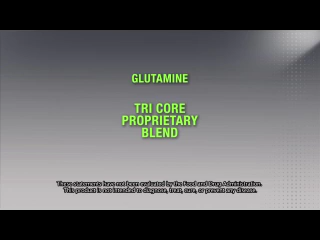 GLUTAMINE
TRI CORE
PROPRIETARY
BLEND
These statements have not been evaluated by the Food and Drug Administration.
This product is not intended to diagnose, treat, cure, or prevent any disease.